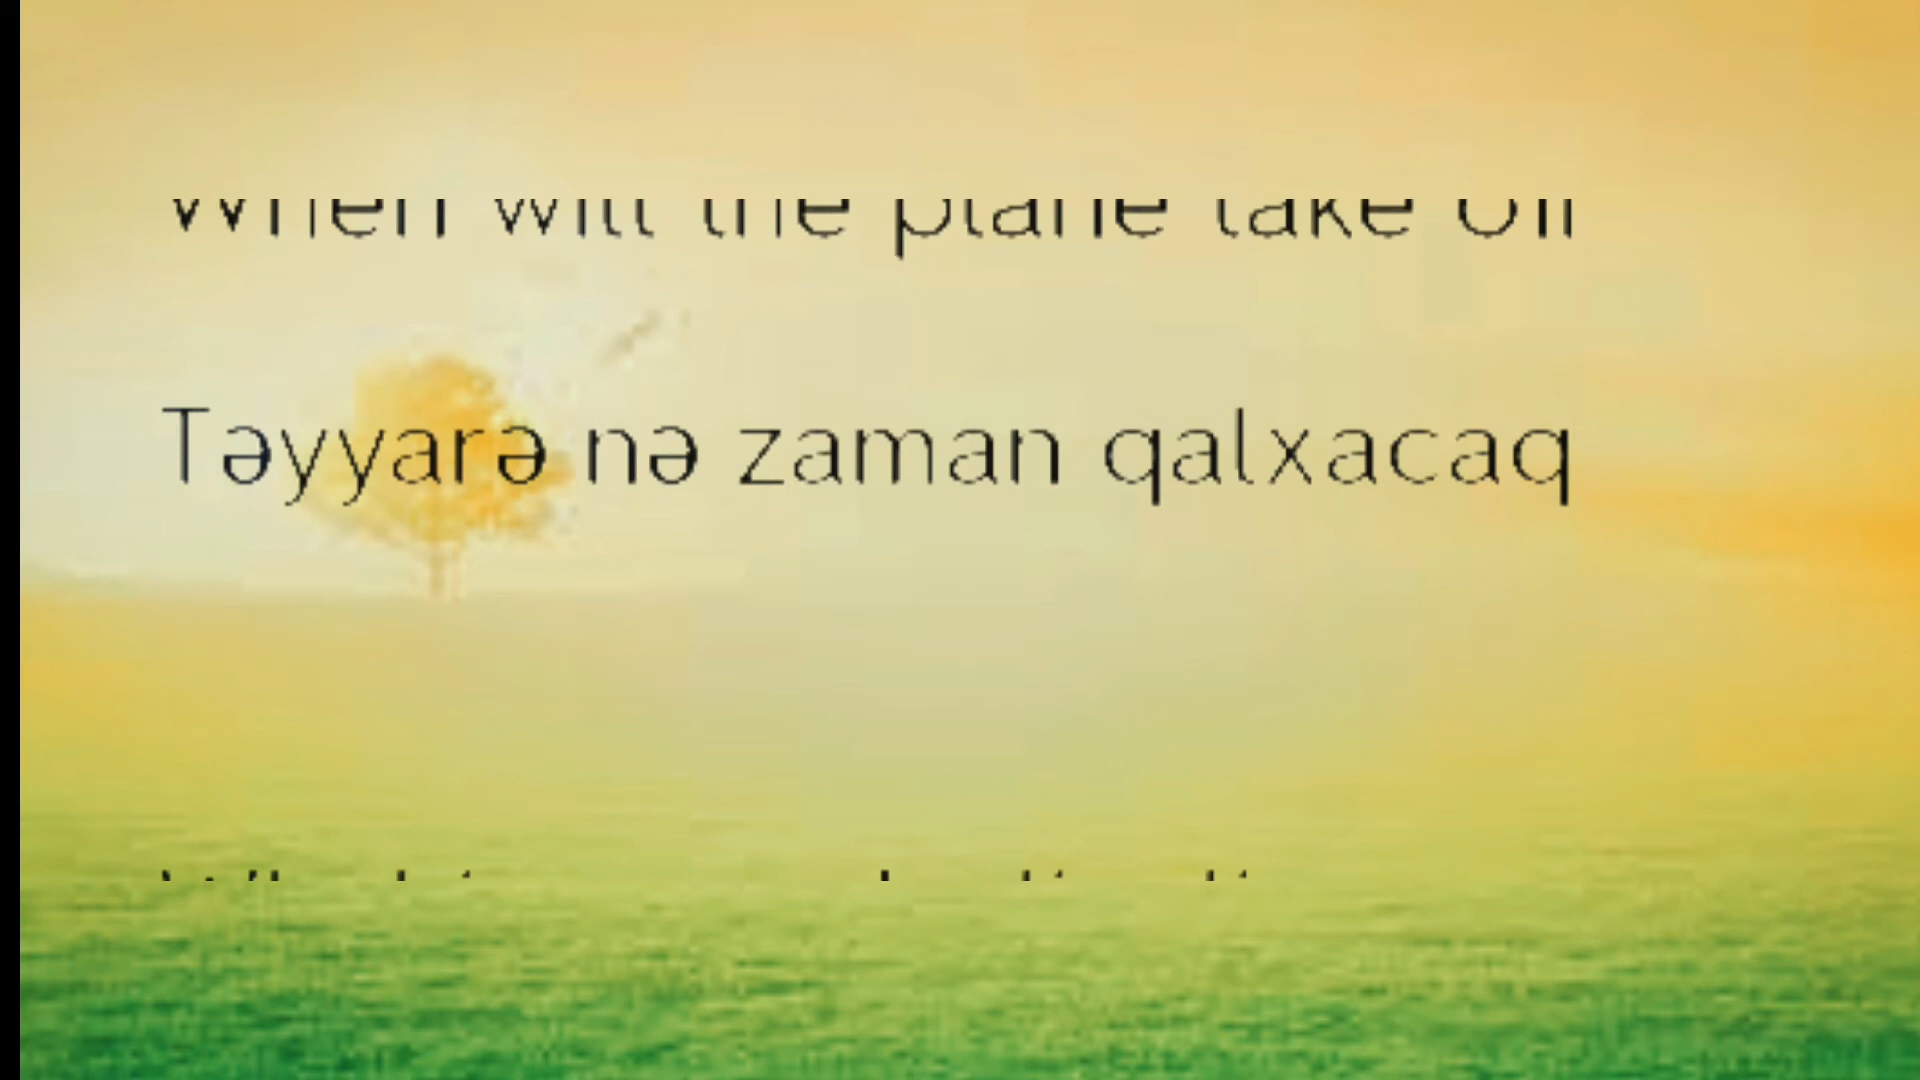 When will the plane take off
Təyyarə nə zaman qalxacaq